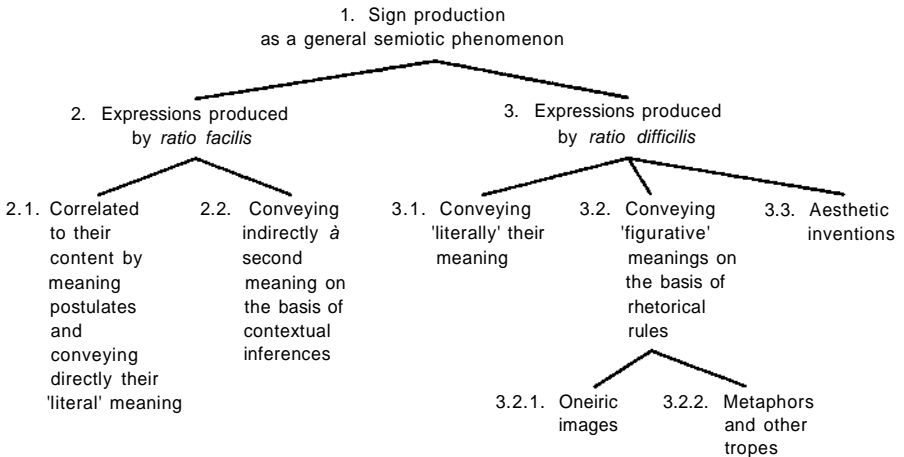 1. Sign production
as a general semiotic phenomenon
2. Expressions produced
by ratio facilis
3. Expressions produced
by ratio difficilis
2.1. Correlated
to their
content by
meaning
postulates
and
conveying
directly their
'literal' meaning
2.2. Conveying
indirectly à
second
meaning on
the basis of
contextual
inferences
3.1. Conveying
'literally' their
meaning
3.2. Conveying
'figurative'
meanings on
the basis of
rhetorical
rules
3.3. Aesthetic
inventions
3.2.1. Oneiric
images
3.2.2. Metaphors
and other
tropes